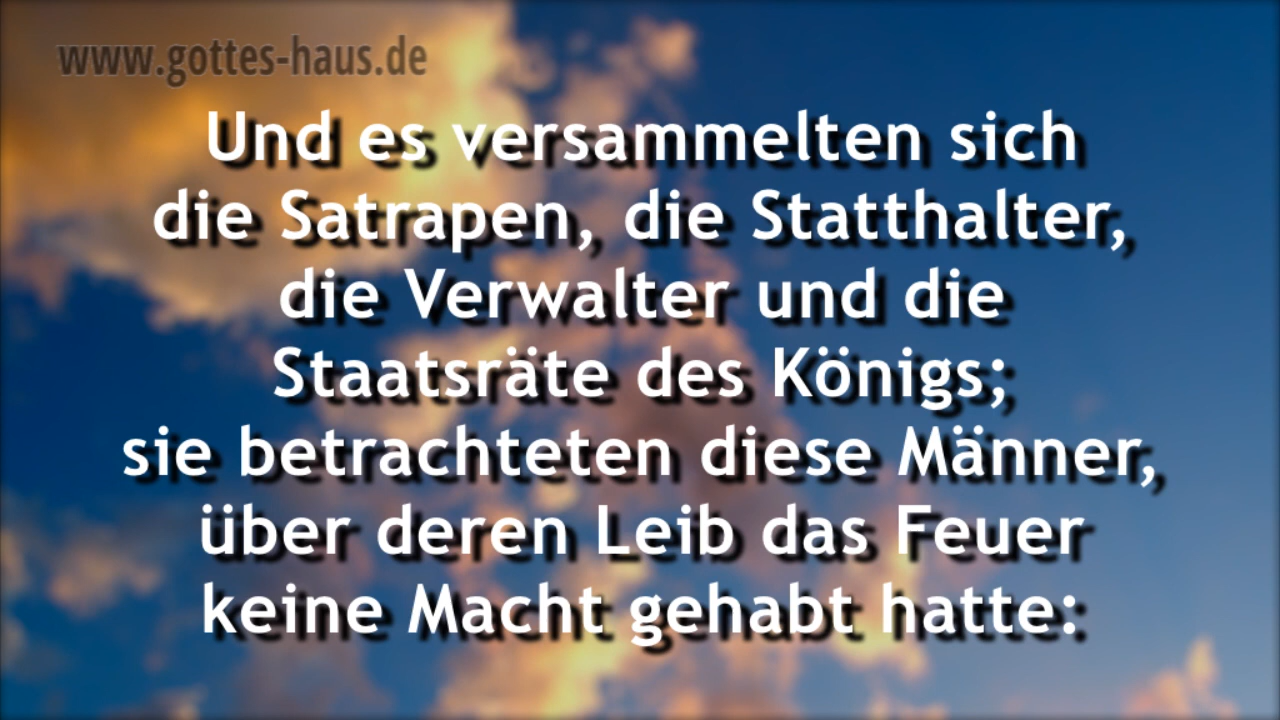 www.gottes-haus.de
Und es versammelten sich
die Satrapen, die Statthalter,
die Verwalter und die
Staatsräte des Königs;
sie betrachteten diese Männer,
über deren Leib das Feuer
keine Macht gehabt hatte: